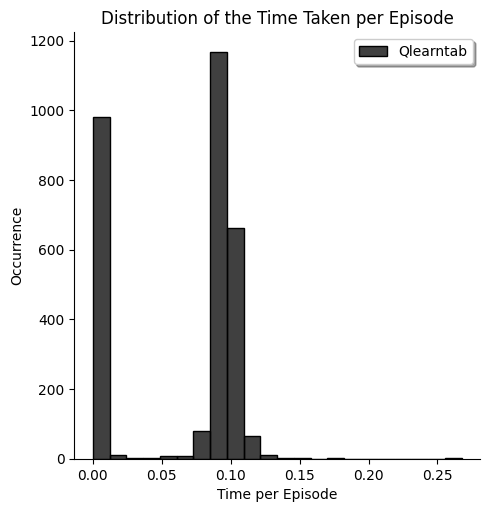 Distribution of the Time Taken per Episode
Qlearntab
Occurrence
1200
1000
800
600
400
200
0
0.00 0.05 0.10 0.15 0.20 0.25
Time per Episode